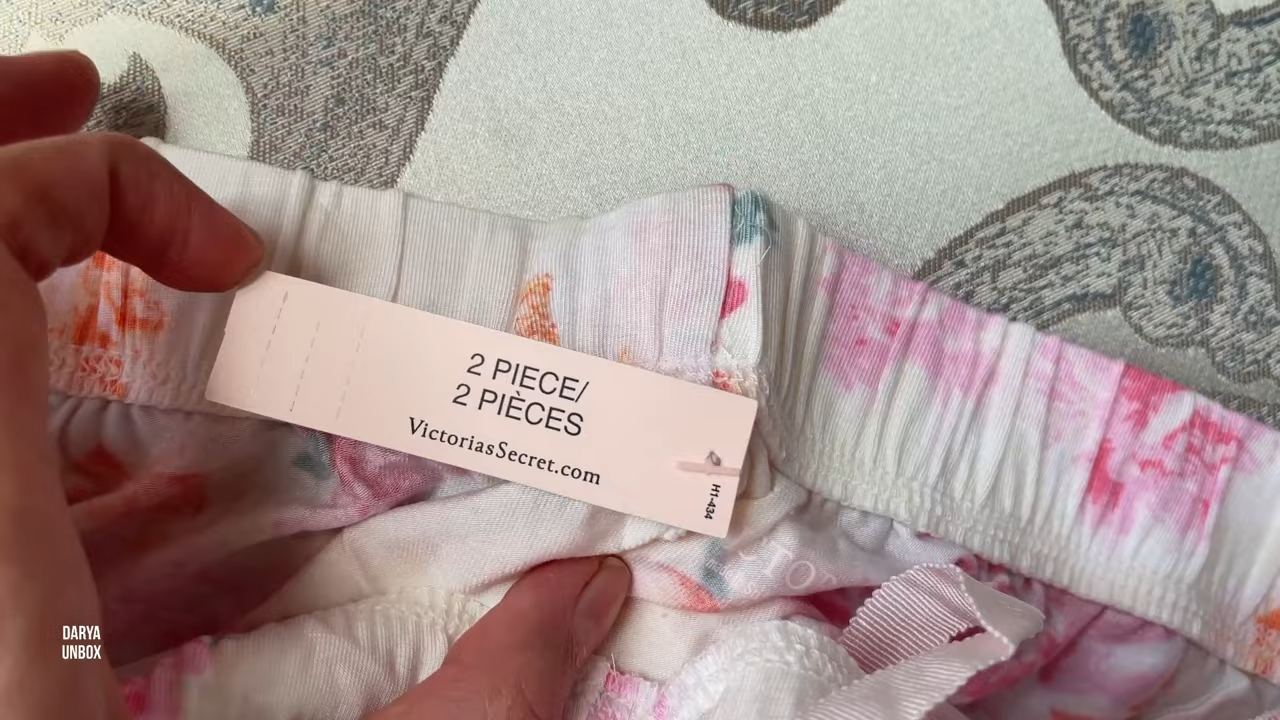 2 PIECE/
2 PIÈCES
VictoriasSecret.com
H1-434
DARYA
UNBOX